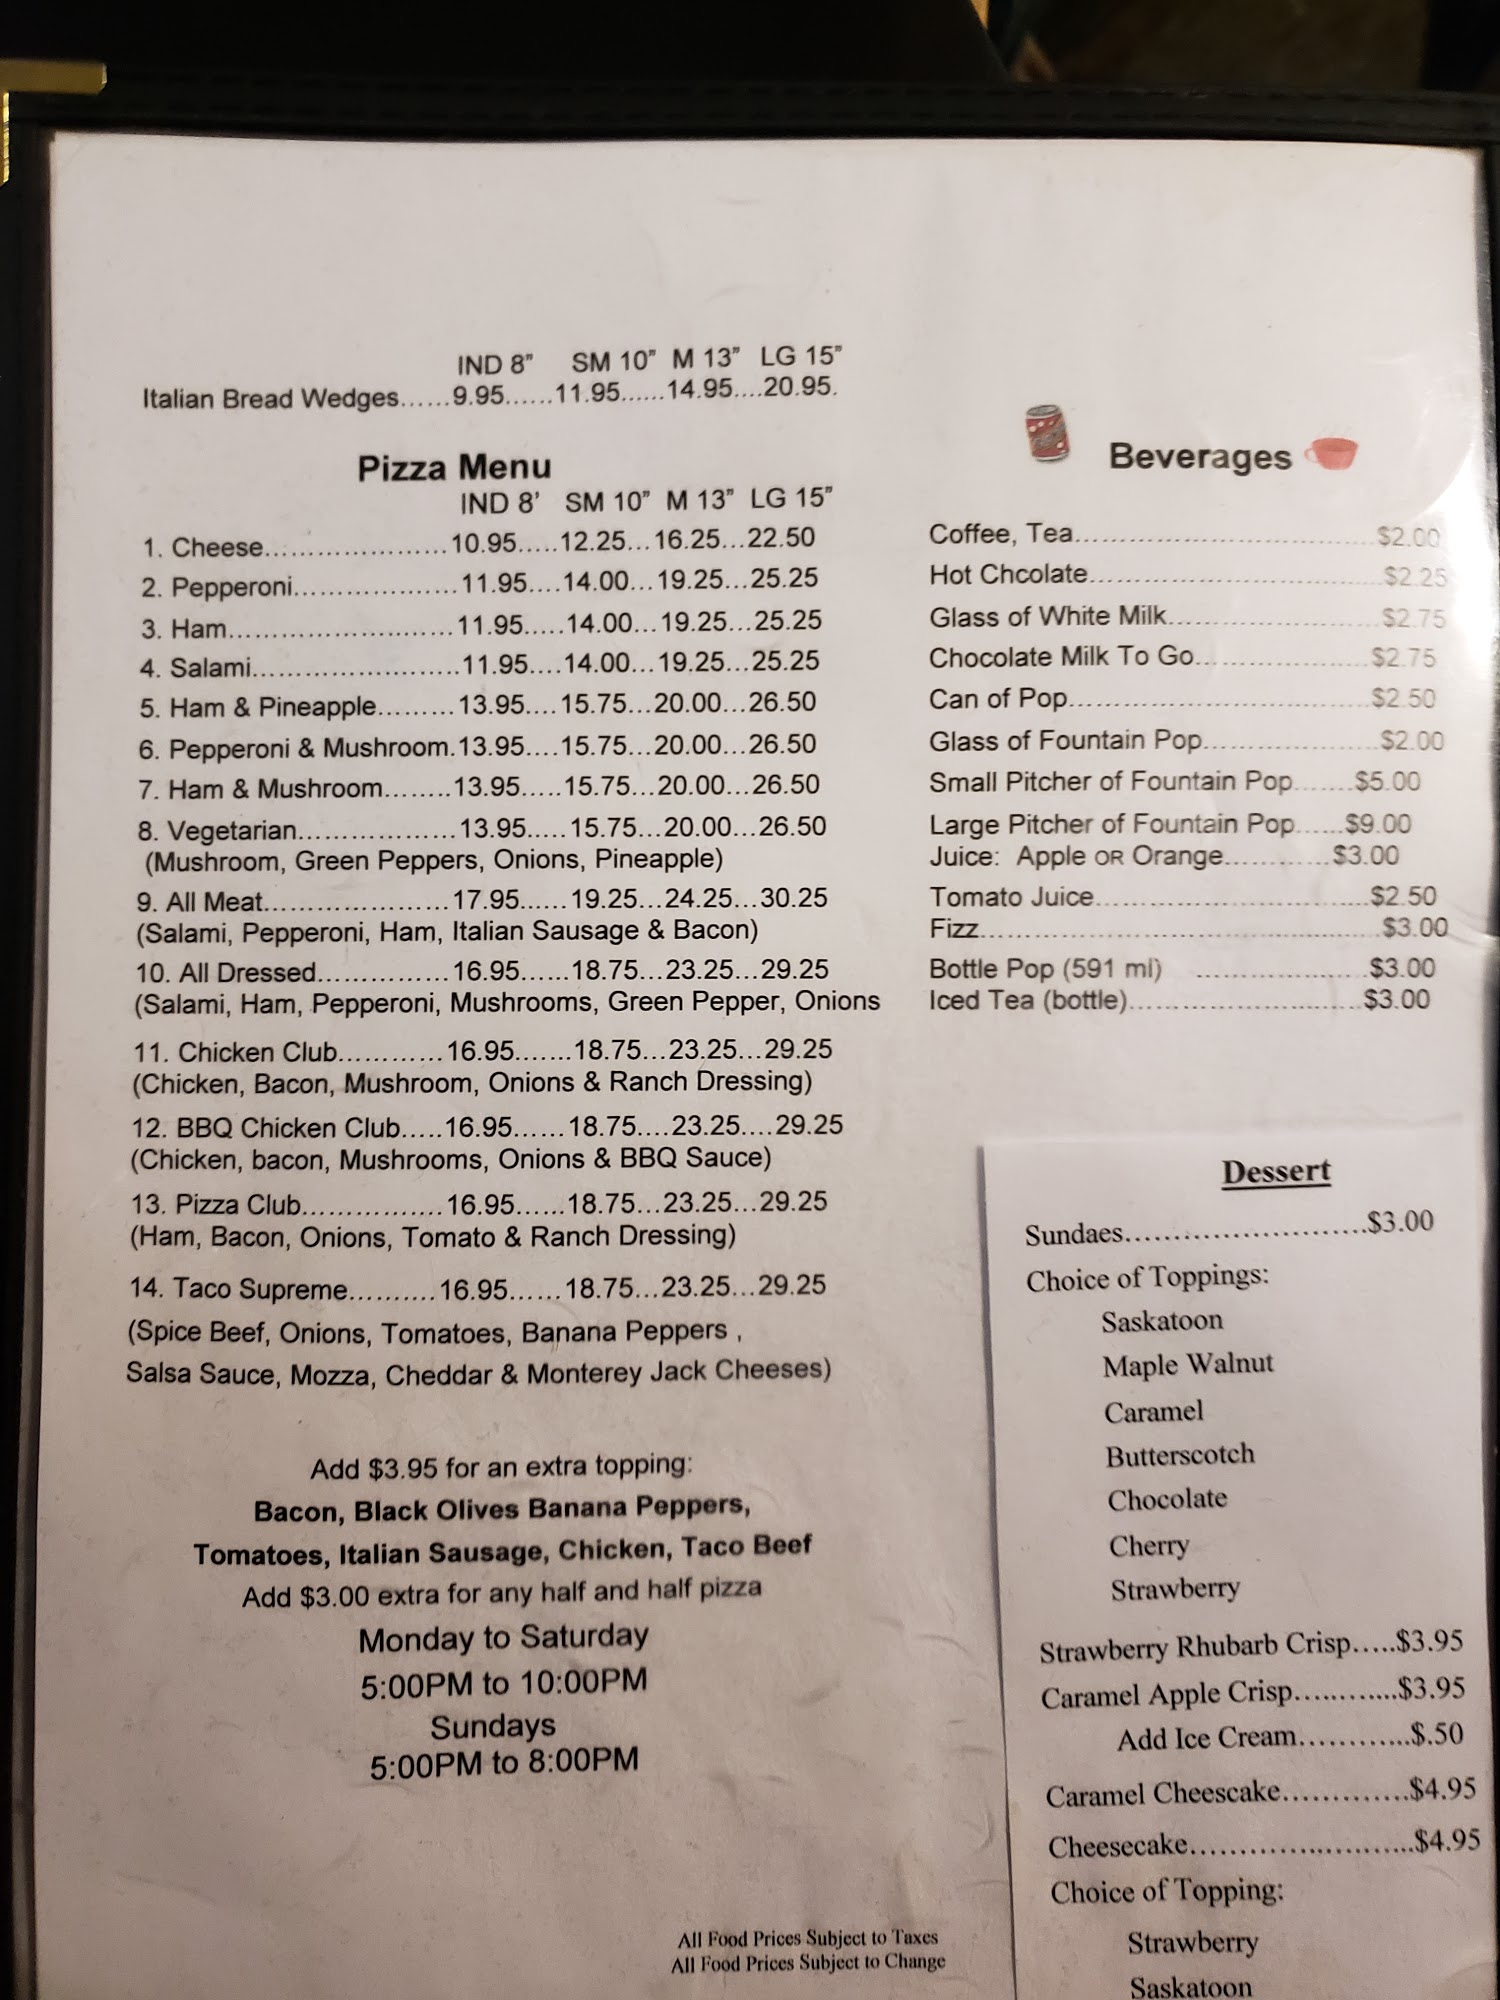 IND 8" SM 10" M 13" LG 15"
Italian Bread Wedges......9.95......11.95......14.95....20.95.
Pizza Menu
IND 8' SM 10" M 13" LG 15"
1. Cheese.....................10.95.....12.25...16.25...22.50
2. Pepperoni...................11.95....14.00...19.25...25.25
3. Ham..........................11.95.....14.00...19.25...25.25
4. Salami........................11.95....14.00...19.25...25.25
5. Ham & Pineapple.........13.95....15.75...20.00...26.50
6. Pepperoni & Mushroom.13.95....15.75...20.00...26.50
7. Ham & Mushroom........13.95.....15.75...20.00...26.50
8. Vegetarian..................13.95.....15.75...20.00...26.50
(Mushroom, Green Peppers, Onions, Pineapple)
9. All Meat.....................17.95......19.25...24.25...30.25
(Salami, Pepperoni, Ham, Italian Sausage & Bacon)
10. All Dressed...............16.95......18.75...23.25...29.25
(Salami, Ham, Pepperoni, Mushrooms, Green Pepper, Onions
11. Chicken Club............16.95.......18.75...23.25...29.25
(Chicken, Bacon, Mushroom, Onions & Ranch Dressing)
12. BBQ Chicken Club.....16.95......18.75....23.25....29.25
(Chicken, bacon, Mushrooms, Onions & BBQ Sauce)
13. Pizza Club................16.95......18.75...23.25...29.25
(Ham, Bacon, Onions, Tomato & Ranch Dressing)
14. Taco Supreme..........16.95......18.75...23.25...29.25
(Spice Beef, Onions, Tomatoes, Banana Peppers ,
Salsa Sauce, Mozza, Cheddar & Monterey Jack Cheeses)
Add $3.95 for an extra topping:
Bacon, Black Olives Banana Peppers,
Tomatoes, Italian Sausage, Chicken, Taco Beef
Add $3.00 extra for any half and half pizza
Monday to Saturday
5:00PM to 10:00PM
Sundays
5:00PM to 8:00PM
All Food Prices Subject to Taxes
All Food Prices Subject to Change
Beverages
Coffee, Tea...................................$2.00
Hot Chcolate..................................$2.25
Glass of White Milk........................$2.75
Chocolate Milk To Go....................$2.75
Can of Pop...................................$2.50
Glass of Fountain Pop....................$2.00
Small Pitcher of Fountain Pop.......$5.00
Large Pitcher of Fountain Pop......$9.00
Juice: Apple OR Orange............$3.00
Tomato Juice................................$2.50
Fizz...............................................$3.00
Bottle Pop (591 ml) ....................$3.00
Iced Tea (bottle)...........................$3.00
Dessert
Sundaes...........................$3.00
Choice of Toppings:
Saskatoon
Maple Walnut
Caramel
Butterscotch
Chocolate
Cherry
Strawberry
Strawberry Rhubarb Crisp.....$3.95
Caramel Apple Crisp............$3.95
Add Ice Cream............$.50
Caramel Cheescake.............$4.95
Cheesecake.........................$4.95
Choice of Topping:
Strawberry
Saskatoon